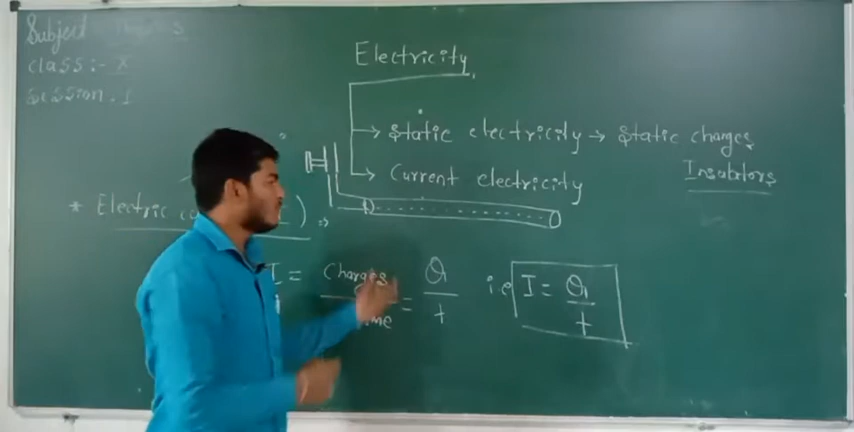 Subject
Class :- X
Session. I
Electricity
→ Static electricity → Static charges
Insulators
→ Current electricity
* Electric ) ⇒
I = Charges / = Q / t i.e I = Q / t